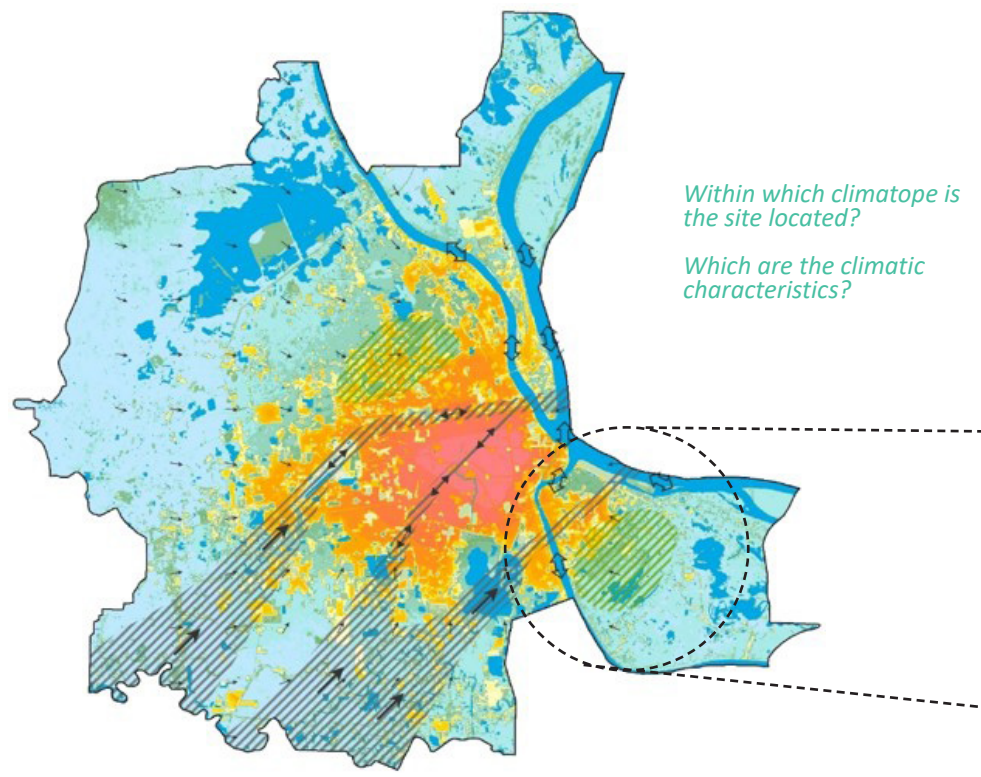 Within which climatope is
the site located?
Which are the climatic
characteristics?